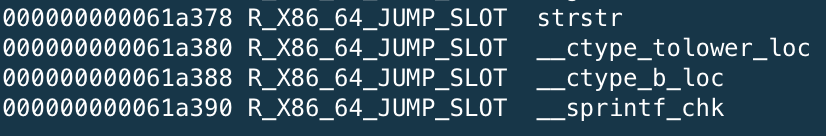 000000000061a378 R_X86_64_JUMP_SLOT  strstr
000000000061a380 R_X86_64_JUMP_SLOT  __ctype_tolower_loc
000000000061a388 R_X86_64_JUMP_SLOT  __ctype_b_loc
000000000061a390 R_X86_64_JUMP_SLOT  __sprintf_chk